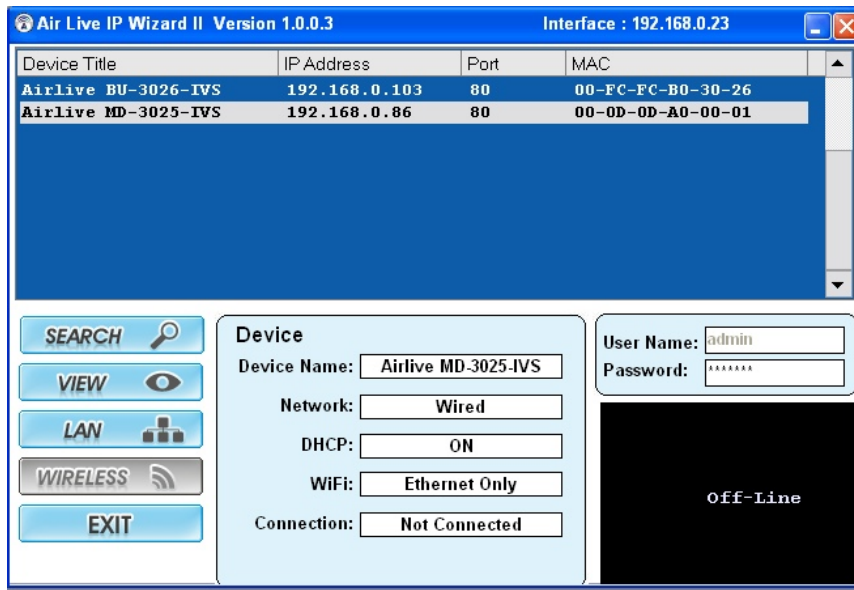 Air Live IP Wizard II Version 1.0.0.3 Interface : 192.168.0.23
Device Title IP Address Port MAC
Airlive BU-3026-IVS 192.168.0.103 80 00-FC-FC-B0-30-26
Airlive MD-3025-IVS 192.168.0.86 80 00-0D-0D-A0-00-01
SEARCH
VIEW
LAN
WIRELESS
EXIT
Device
Device Name: Airlive MD-3025-IVS
Network: Wired
DHCP: ON
WiFi: Ethernet Only
Connection: Not Connected
User Name: admin
Password: *******
Off-Line